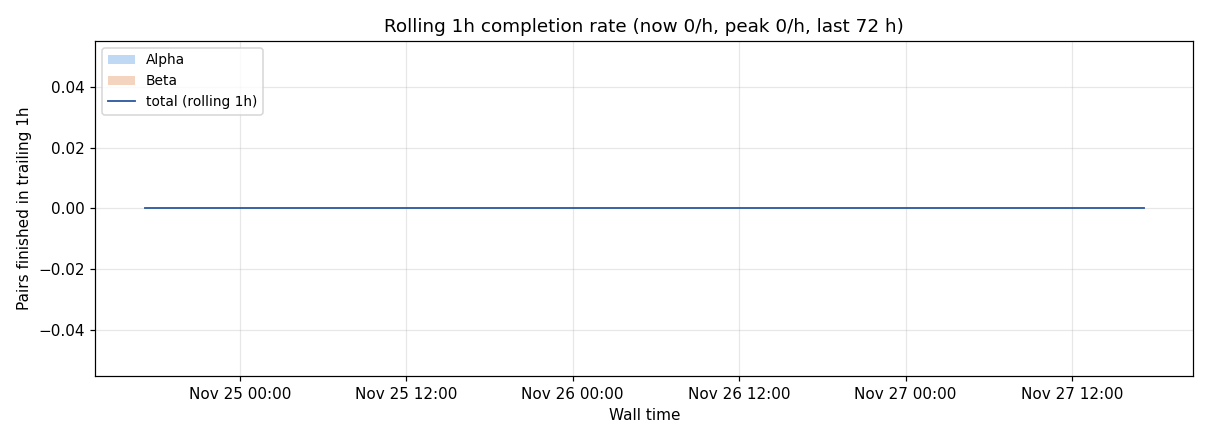 Rolling 1h completion rate (now 0/h, peak 0/h, last 72 h)
Alpha
Beta
total (rolling 1h)
Pairs finished in trailing 1h
0.04
0.02
0.00
−0.02
−0.04
Nov 25 00:00
Nov 25 12:00
Nov 26 00:00
Nov 26 12:00
Nov 27 00:00
Nov 27 12:00
Wall time